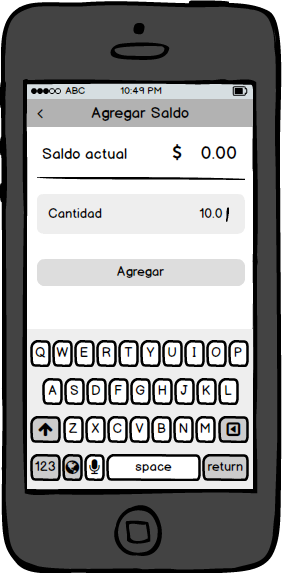 ABC 10:49 PM
< Agregar Saldo
Saldo actual $ 0.00
Cantidad 10.0
Agregar
Q W E R T Y U I O P
A S D F G H J K L
Z X C V B N M
123 space return